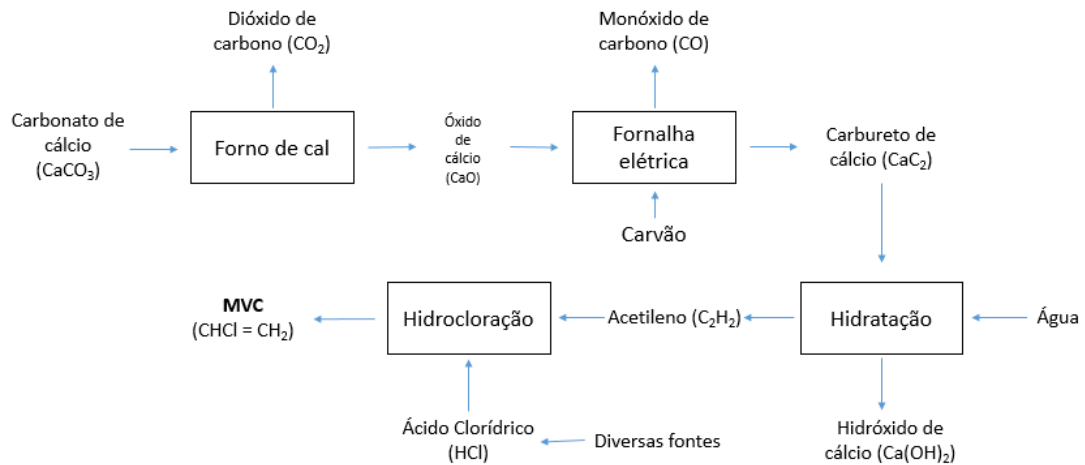 Dióxido de
carbono (CO₂)
Monóxido de
carbono (CO)
Carbonato de
cálcio
(CaCO₃)
Forno de cal
Óxido
de
cálcio
(CaO)
Fornalha
elétrica
Carbureto de
cálcio (CaC₂)
Carvão
MVC
(CHCl = CH₂)
Hidrocloração
Acetileno (C₂H₂)
Hidratação
Água
Ácido Clorídrico
(HCl)
Diversas fontes
Hidróxido de
cálcio (Ca(OH)₂)